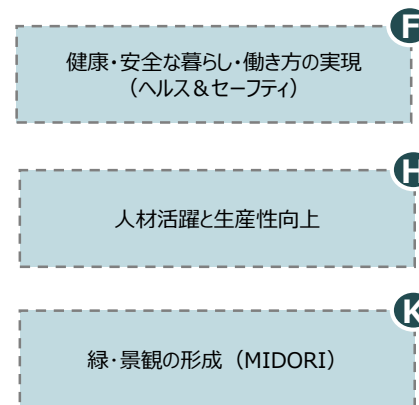 F
健康・安全な暮らし・働き方の実現
（ヘルス＆セーフティ）
H
人材活躍と生産性向上
K
緑・景観の形成（MIDORI）